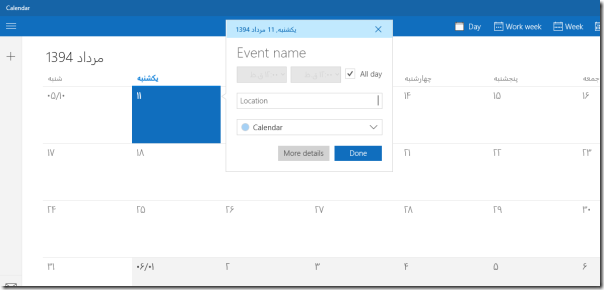 Calendar
Day
Work week
Week
مرداد 1394
یکشنبه, 11 مرداد 1394
Event name
All day
Location
Calendar
More details
Done
شنبه
یکشنبه
چهارشنبه
پنجشنبه
جمعه
۰۵/۱۰
۱۱
۱۴
۱۵
۱۶
۱۷
۱۸
۲۱
۲۲
۲۳
۲۴
۲۵
۲۶
۲۷
۲۸
۲۹
۳۰
۳۱
۰۶/۰۱
۲
۳
۴
۵
۶